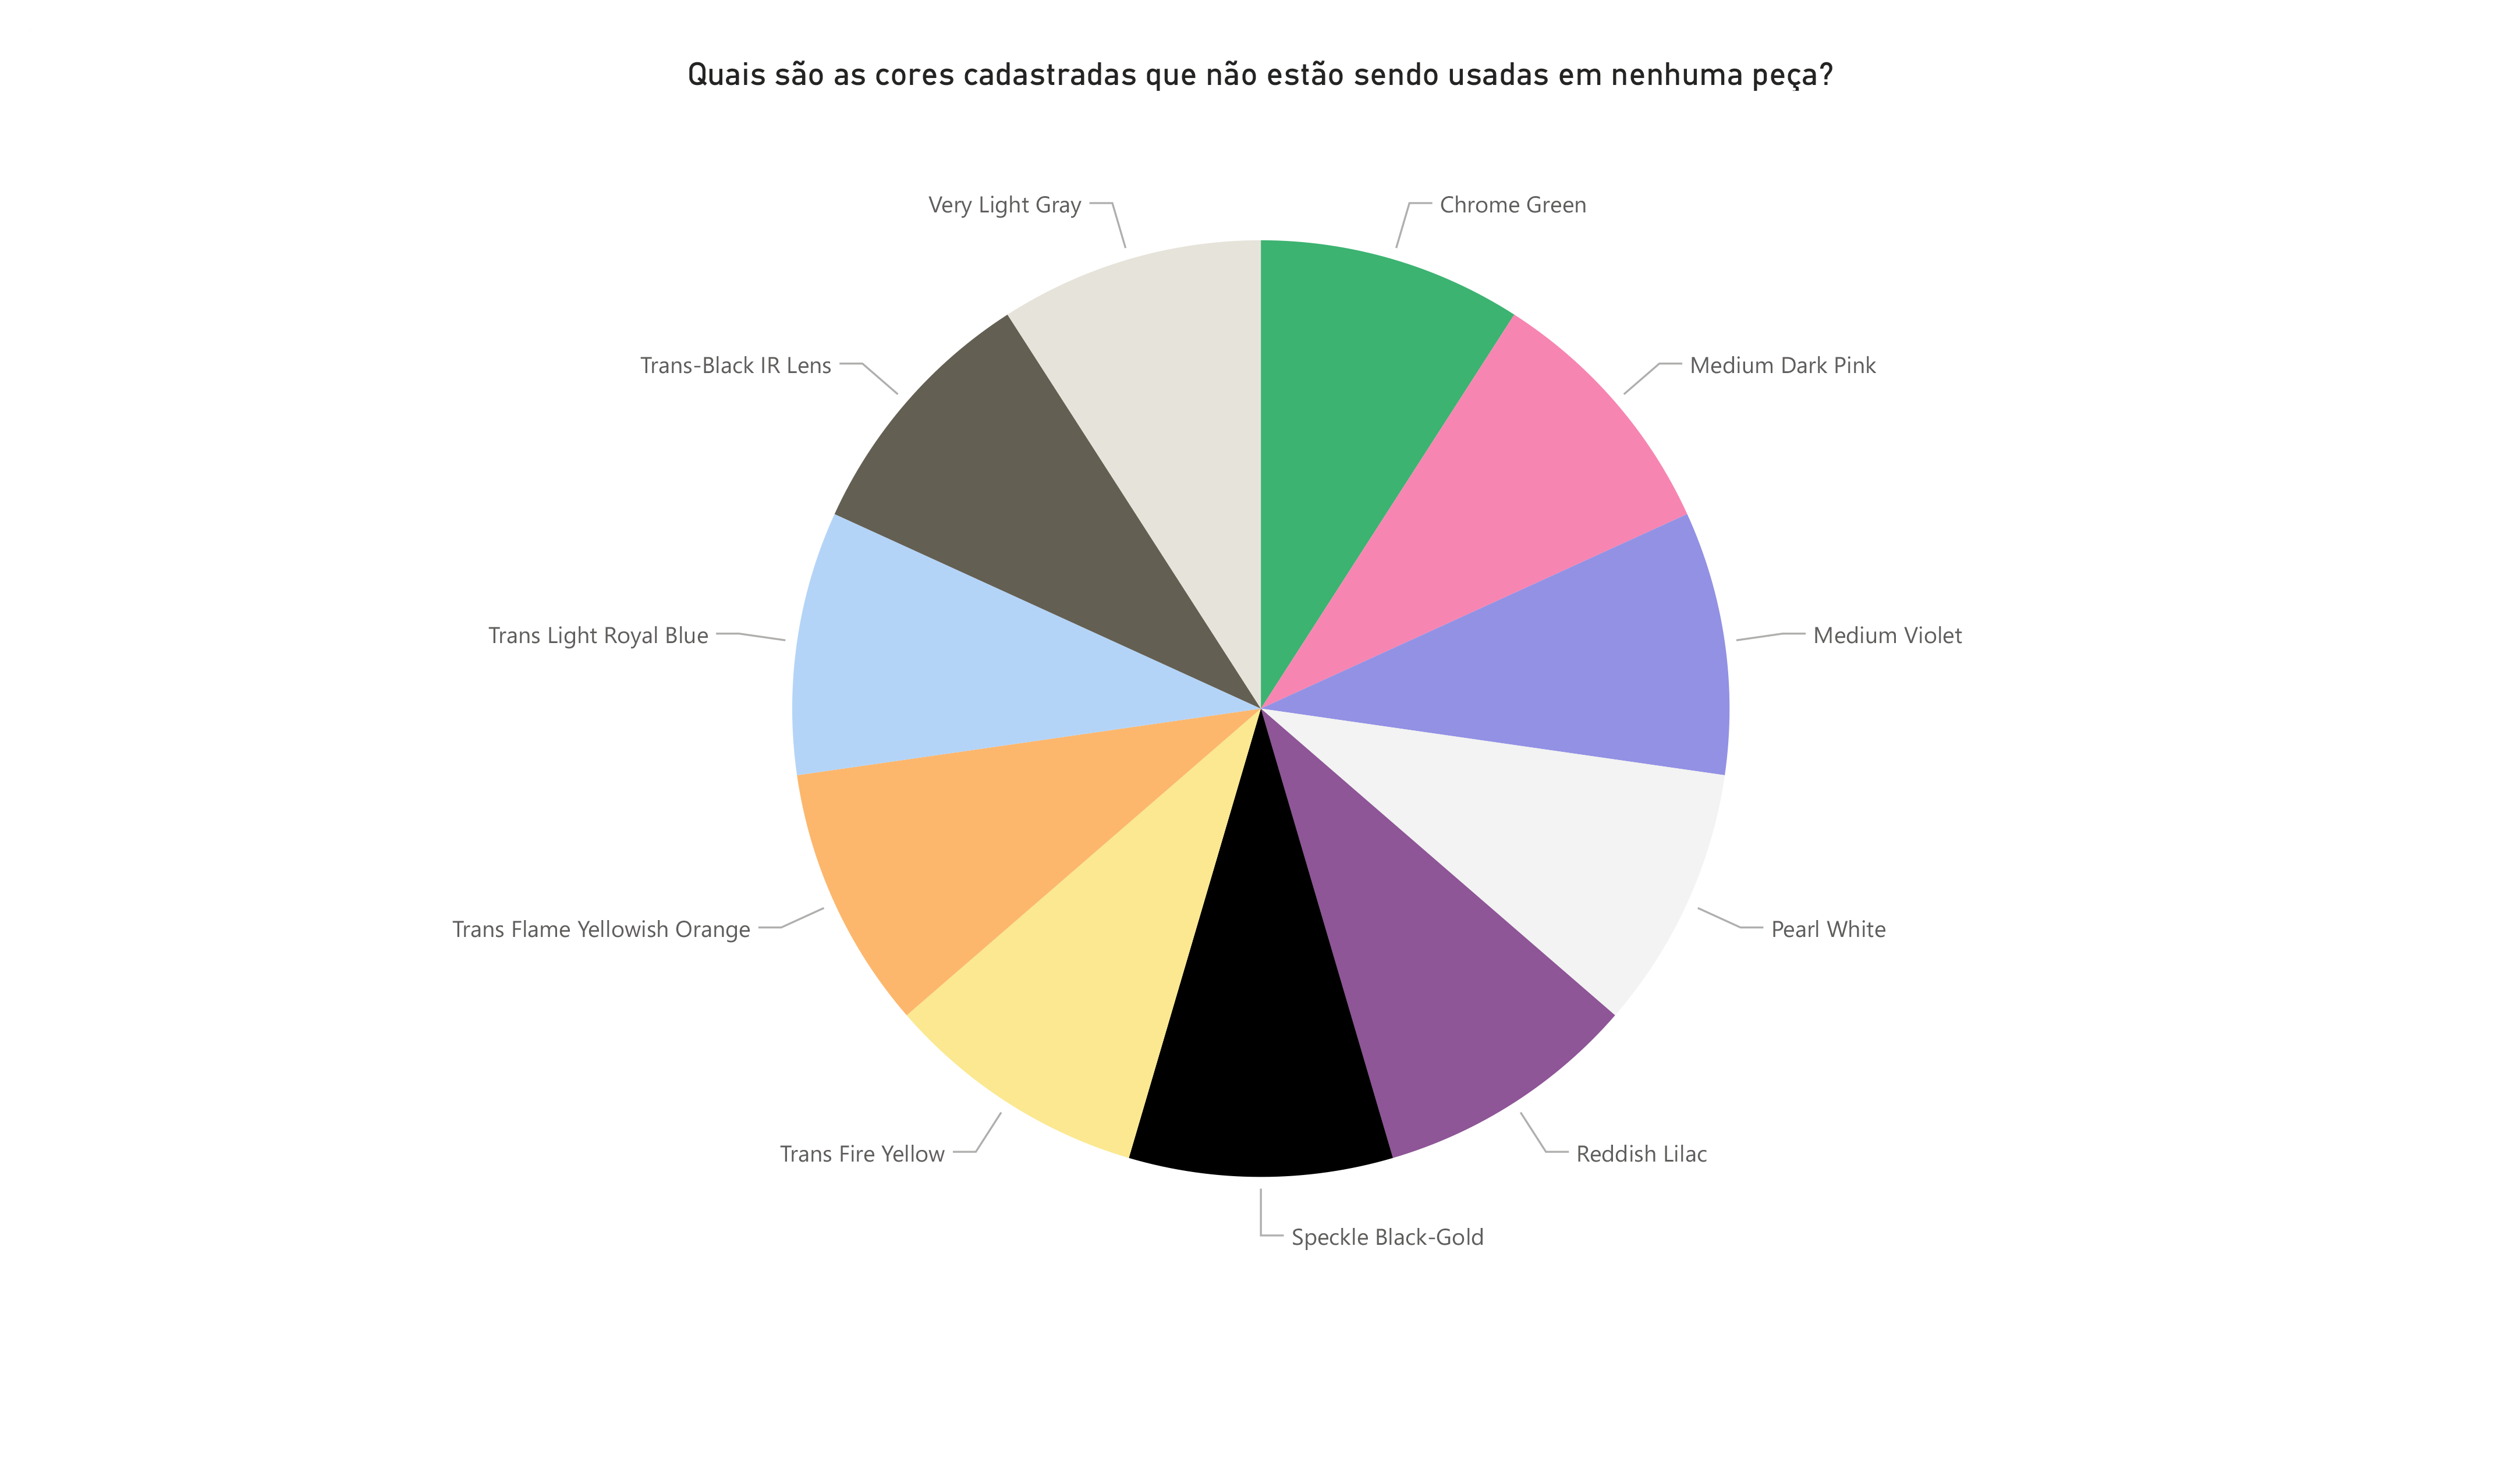 Quais são as cores cadastradas que não estão sendo usadas em nenhuma peça?
Very Light Gray
Chrome Green
Trans-Black IR Lens
Medium Dark Pink
Trans Light Royal Blue
Medium Violet
Trans Flame Yellowish Orange
Pearl White
Trans Fire Yellow
Reddish Lilac
Speckle Black-Gold